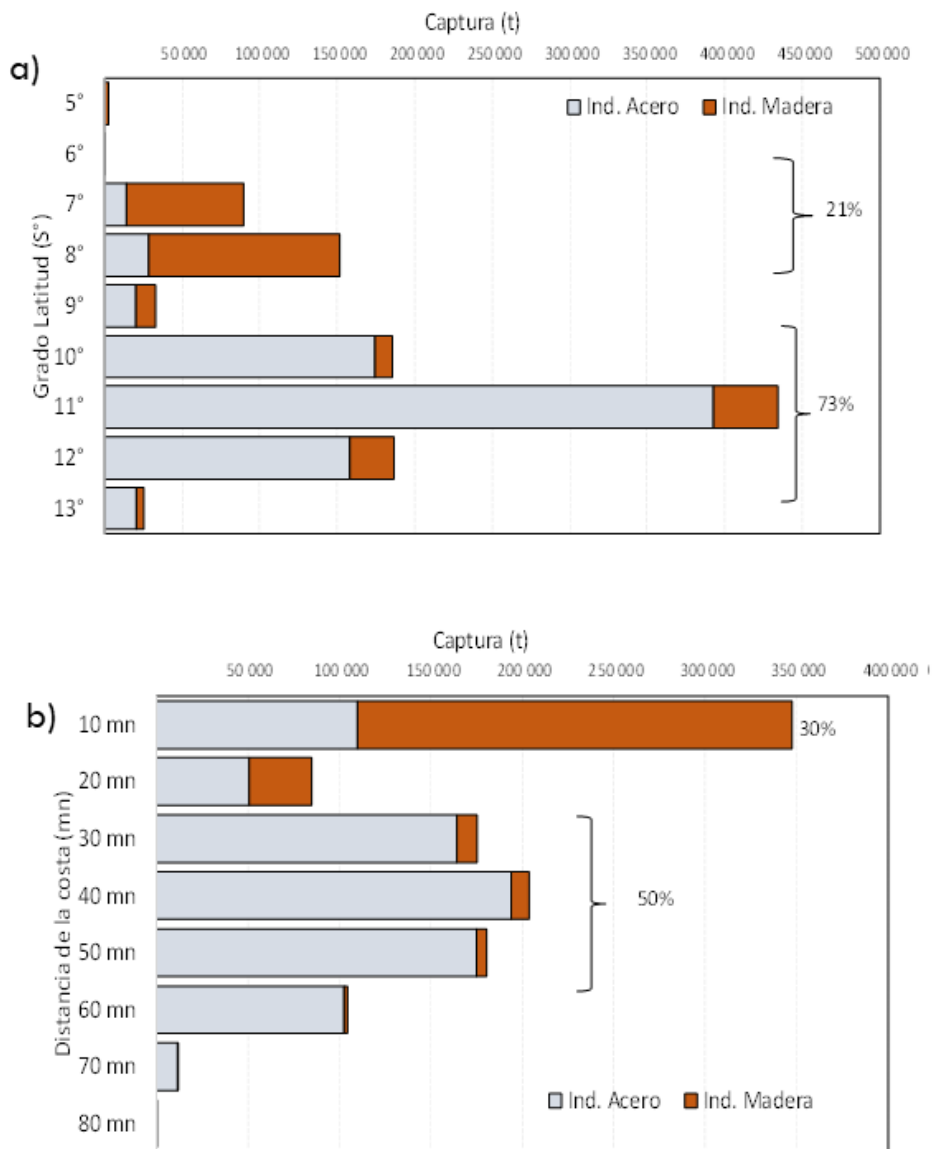 Captura (t)
50 000 100 000 150 000 200 000 250 000 300 000 350 000 400 000 450 000 500 000
a)
Ind. Acero Ind. Madera
Grado Latitud (S°)
5°
6°
7°
8°
9°
10°
11°
12°
13°
21%
73%
Captura (t)
50 000 100 000 150 000 200 000 250 000 300 000 350 000 400 000
b)
Distancia de la costa (mn)
10 mn
20 mn
30 mn
40 mn
50 mn
60 mn
70 mn
80 mn
30%
50%
Ind. Acero Ind. Madera